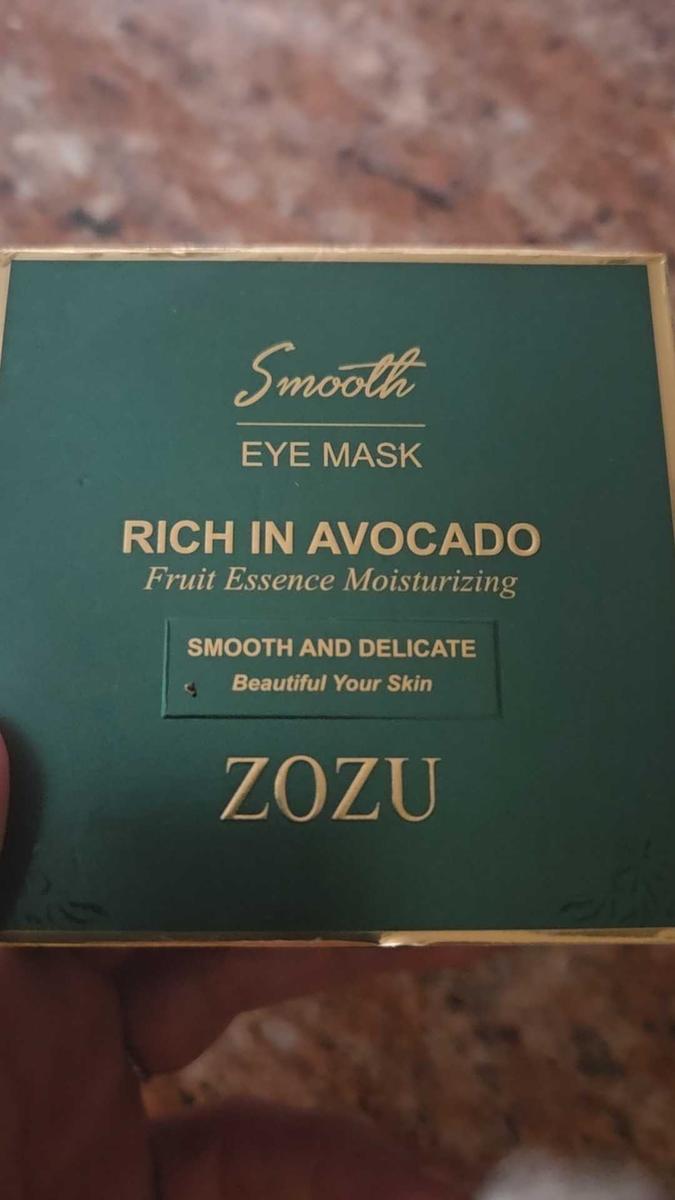 Smooth
EYE MASK
RICH IN AVOCADO
Fruit Essence Moisturizing
SMOOTH AND DELICATE
Beautiful Your Skin
ZOZU